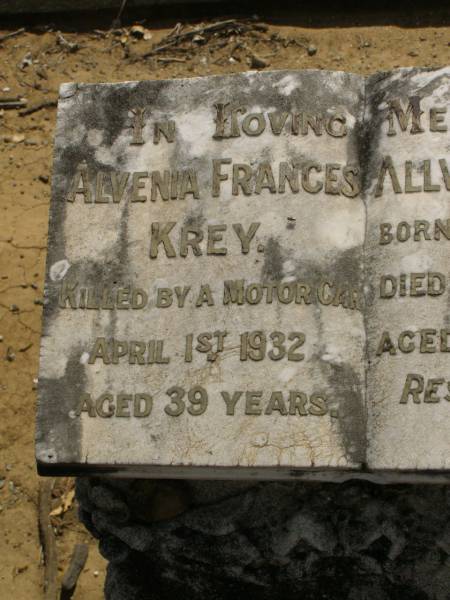 In Loving Me
Alvenia Frances
Krey.
Killed by a Motor Car
April 1st 1932
Aged 39 years.
Allv
Born
Died
Aged
Res